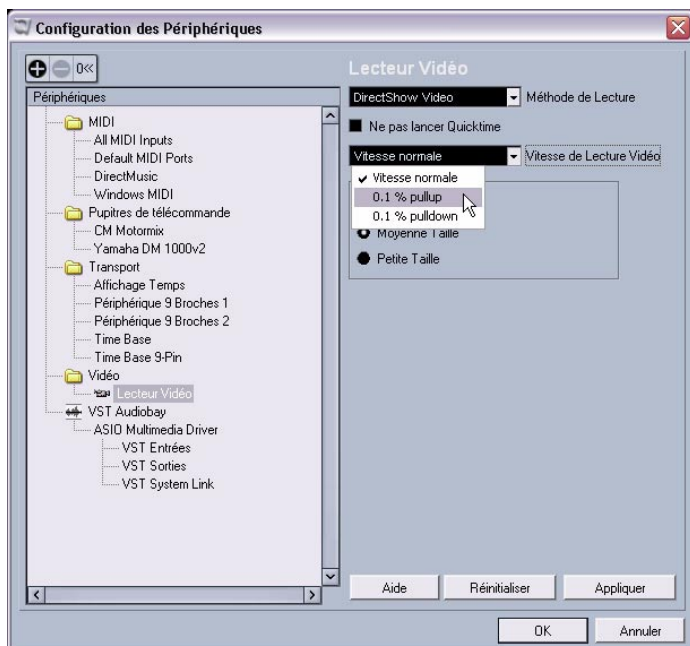 Configuration des Périphériques
0«
Périphériques
MIDI
All MIDI Inputs
Default MIDI Ports
DirectMusic
Windows MIDI
Pupitres de télécommande
CM Motormix
Yamaha DM 1000v2
Transport
Affichage Temps
Périphérique 9 Broches 1
Périphérique 9 Broches 2
Time Base
Time Base 9-Pin
Vidéo
Lecteur Vidéo
VST Audiobay
ASIO Multimedia Driver
VST Entrées
VST Sorties
VST System Link
Lecteur Vidéo
DirectShow Video Méthode de Lecture
Ne pas lancer Quicktime
Vitesse normale Vitesse de Lecture Vidéo
Vitesse normale
0.1 % pullup
0.1 % pulldown
Moyenne Taille
Petite Taille
Aide Réinitialiser Appliquer
OK Annuler